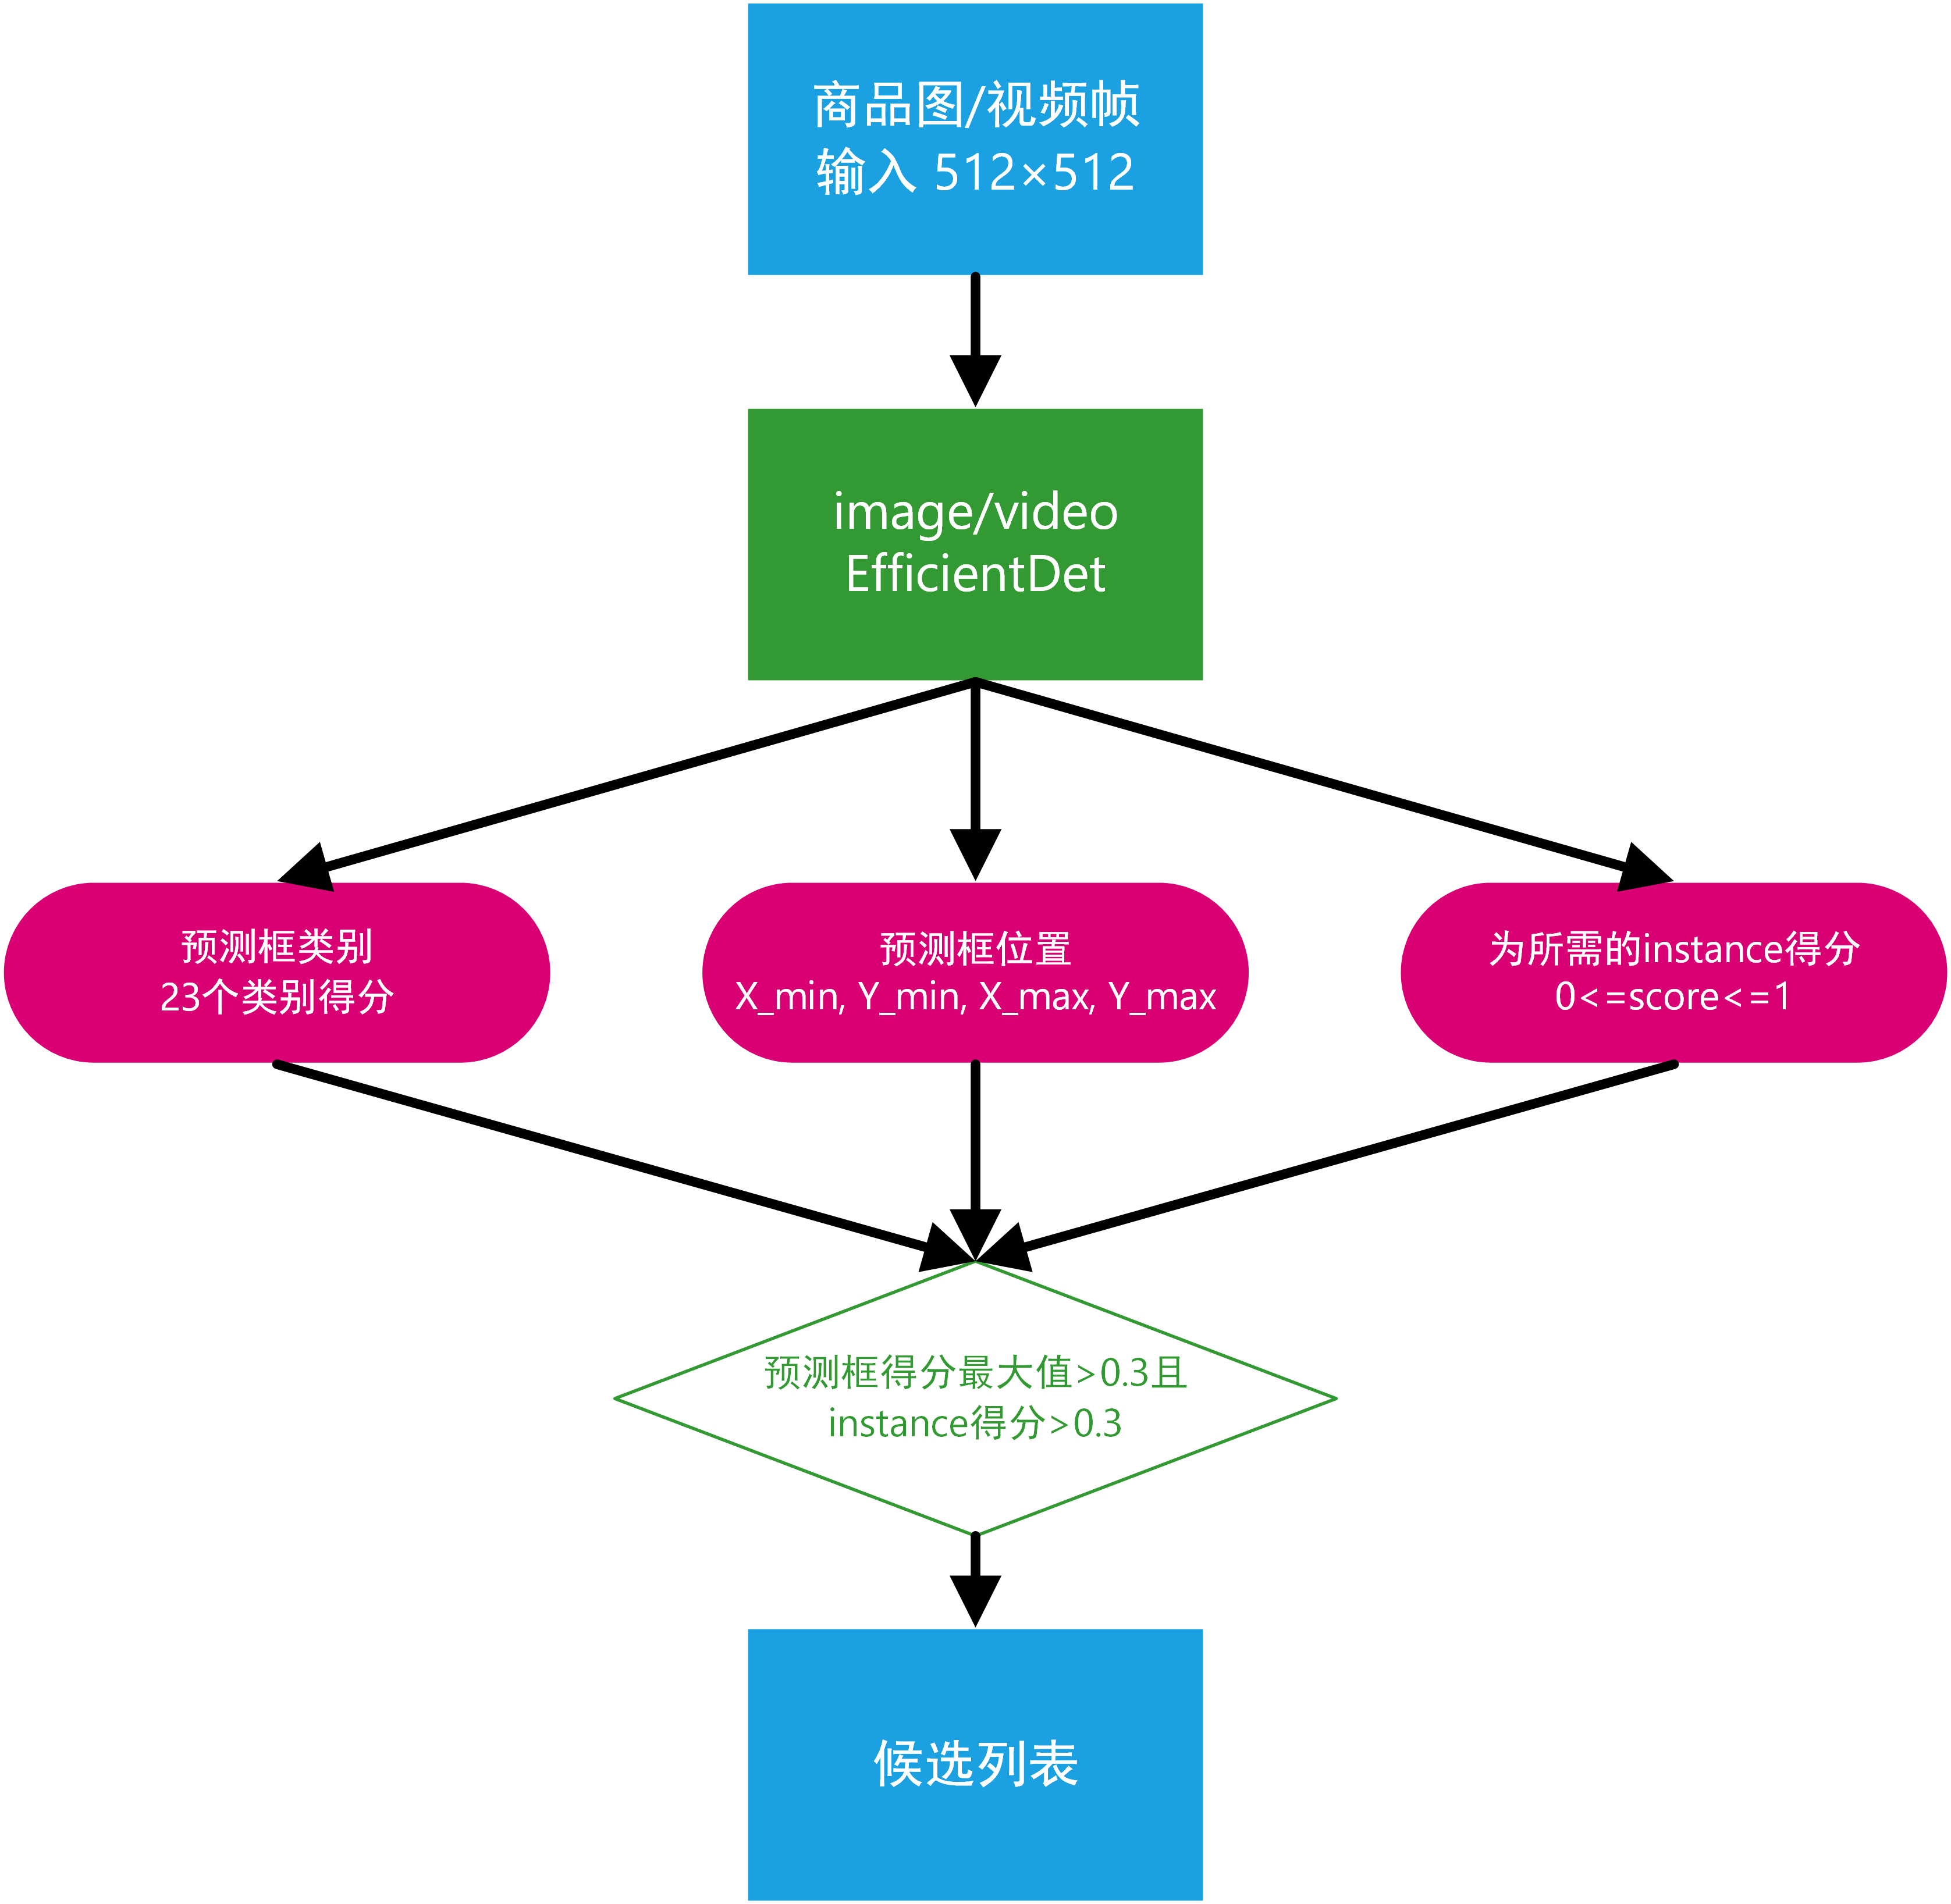 商品图/视频帧
输入 512×512
image/video
EfficientDet
预测框类别
23个类别得分
预测框位置
X_min, Y_min, X_max, Y_max
为所需的instance得分
0<=score<=1
预测框得分最大值>0.3且
instance得分>0.3
候选列表